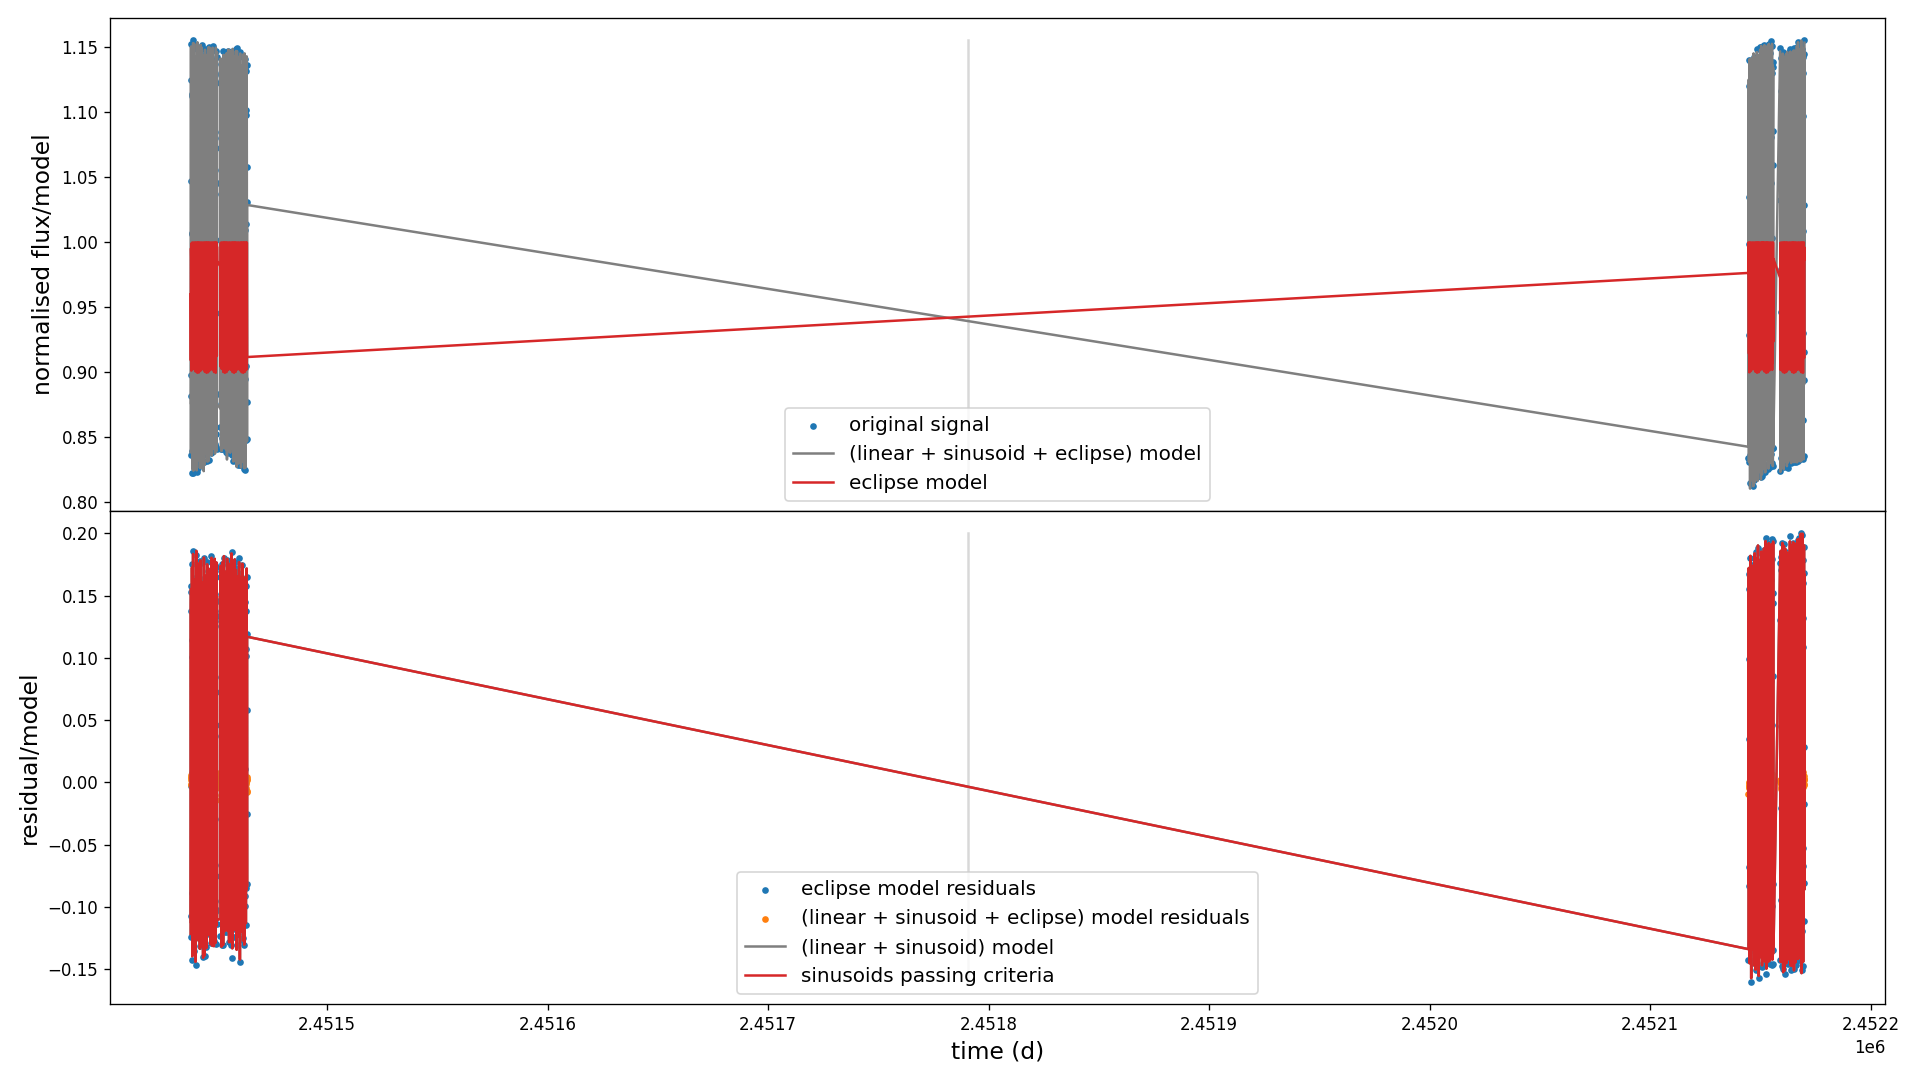 1.15
1.10
1.05
1.00
0.95
0.90
0.85
0.80
normalised flux/model
original signal
(linear + sinusoid + eclipse) model
eclipse model
0.20
0.15
0.10
0.05
0.00
−0.05
−0.10
−0.15
residual/model
eclipse model residuals
(linear + sinusoid + eclipse) model residuals
(linear + sinusoid) model
sinusoids passing criteria
2.4515 2.4516 2.4517 2.4518 2.4519 2.4520 2.4521 2.4522
1e6
time (d)